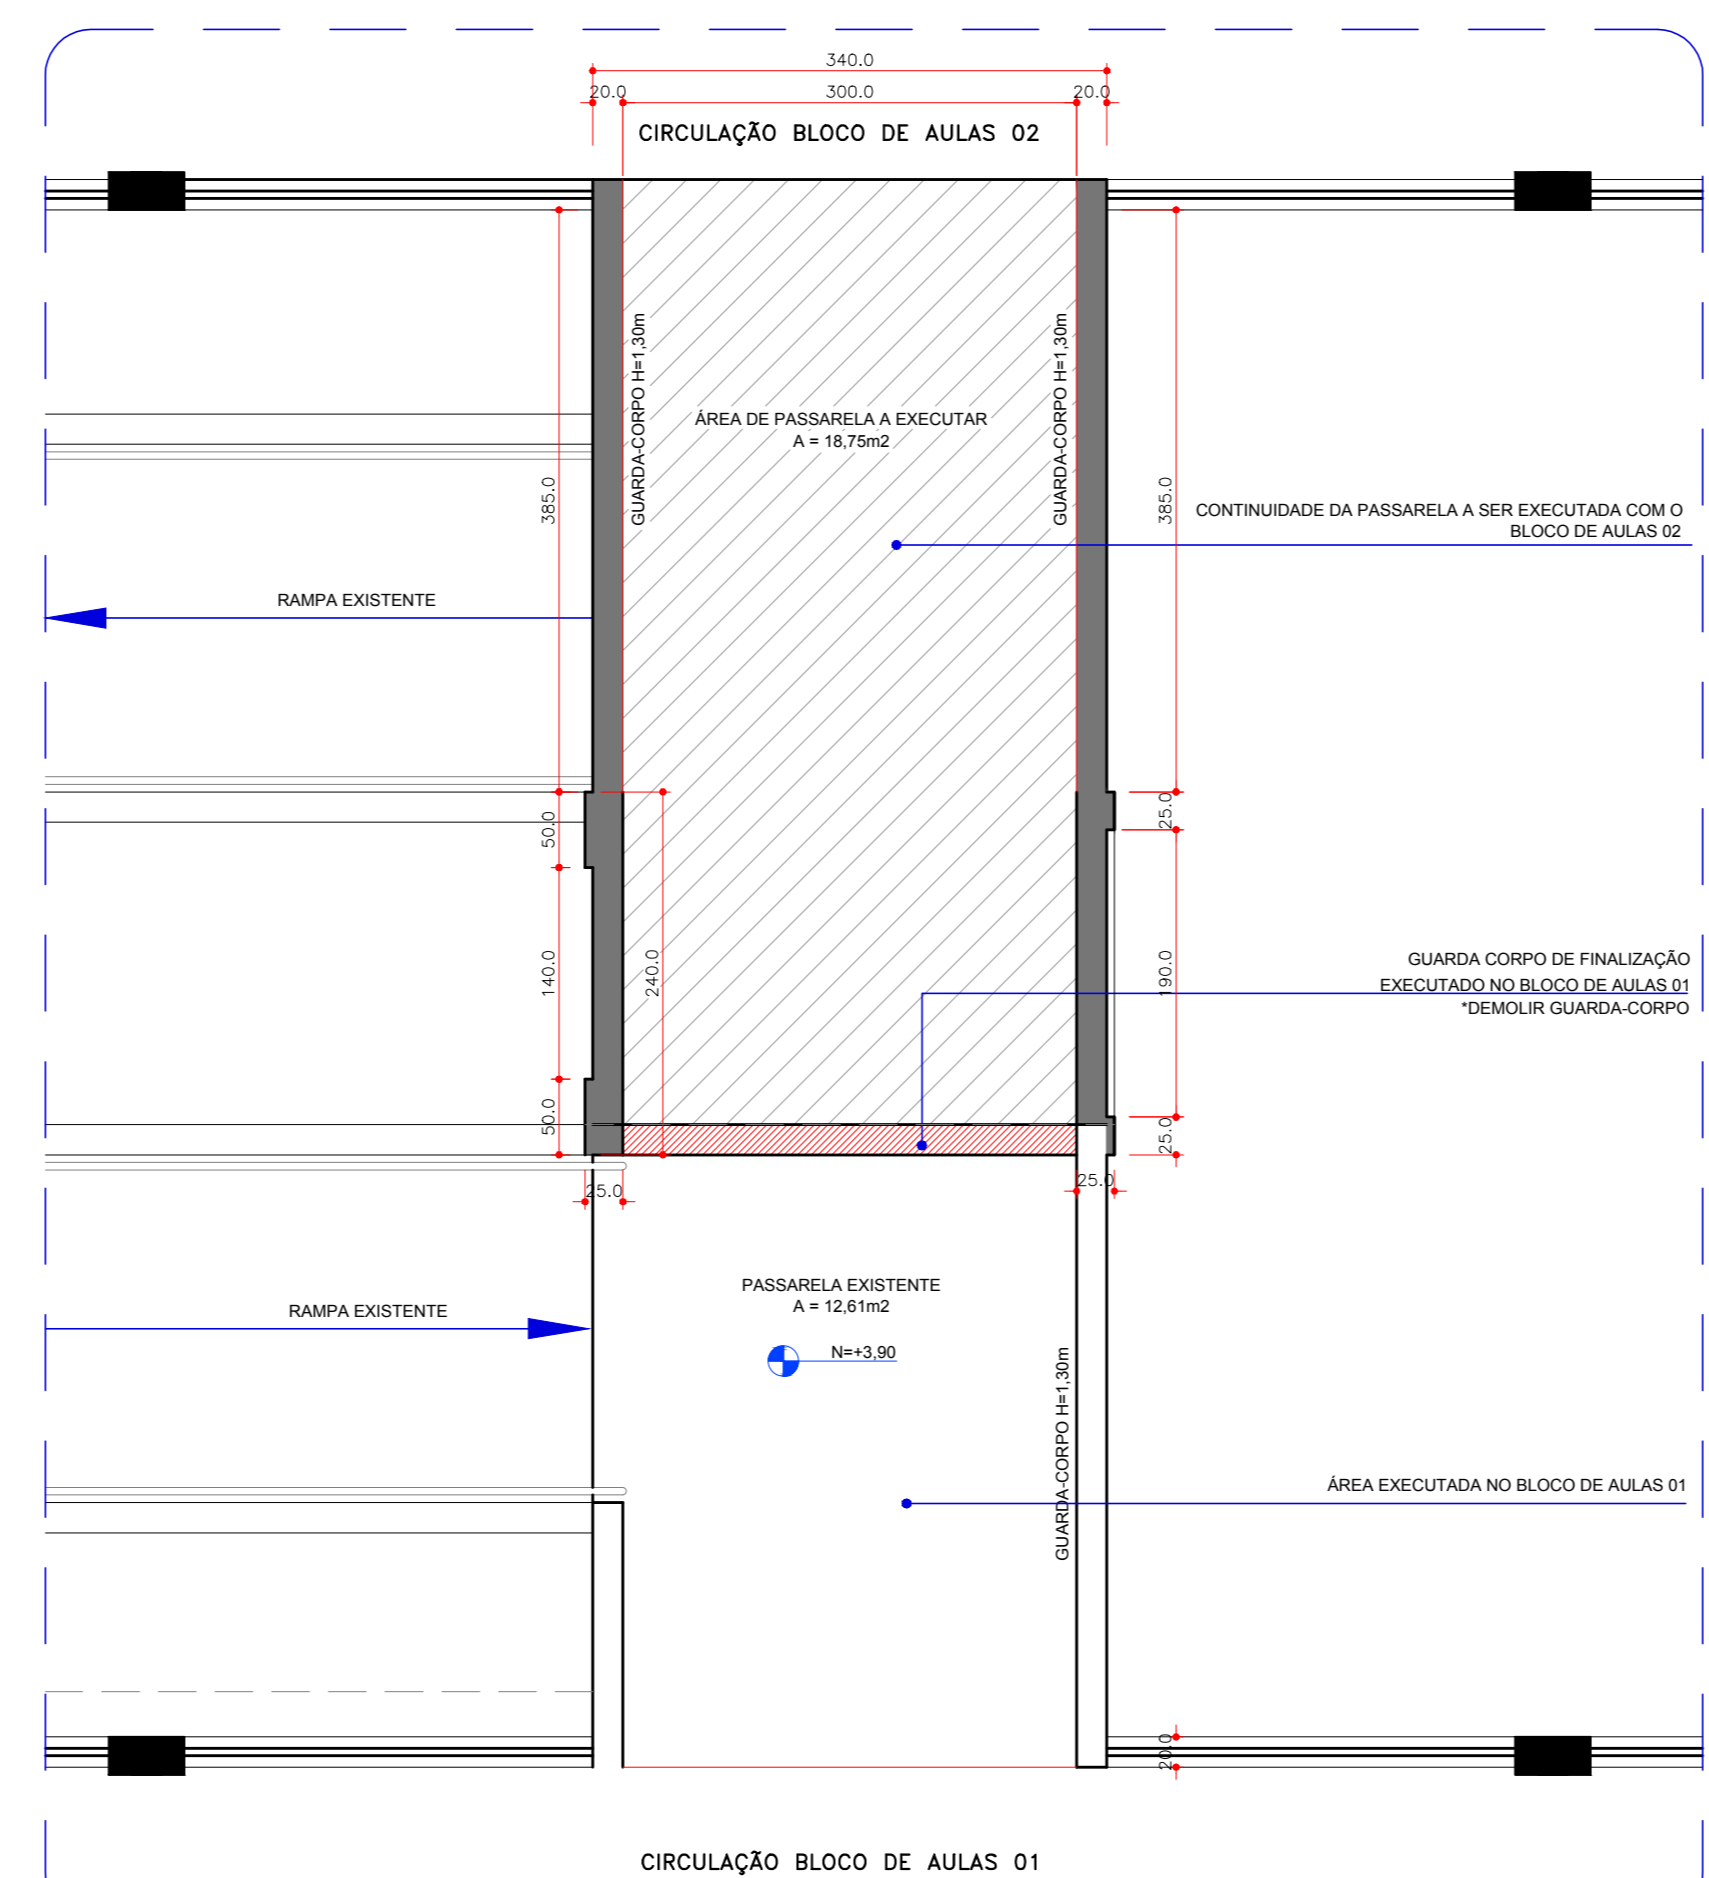 340.0
20.0
300.0
20.0
CIRCULAÇÃO BLOCO DE AULAS 02
GUARDA-CORPO H=1,30m
GUARDA-CORPO H=1,30m
ÁREA DE PASSARELA A EXECUTAR
A = 18,75m2
385.0
385.0
CONTINUIDADE DA PASSARELA A SER EXECUTADA COM O
BLOCO DE AULAS 02
RAMPA EXISTENTE
50.0
25.0
140.0
240.0
190.0
GUARDA CORPO DE FINALIZAÇÃO
EXECUTADO NO BLOCO DE AULAS 01
*DEMOLIR GUARDA-CORPO
50.0
25.0
25.0
25.0
PASSARELA EXISTENTE
A = 12,61m2
RAMPA EXISTENTE
N=+3,90
GUARDA-CORPO H=1,30m
ÁREA EXECUTADA NO BLOCO DE AULAS 01
20.0
CIRCULAÇÃO BLOCO DE AULAS 01